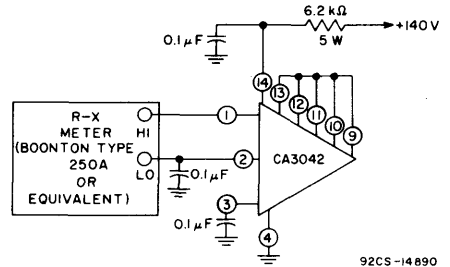 6.2 kΩ
0.1 μF
5 W
+140 V
14
13
12
11
10
9
R-X
METER
(BOONTON TYPE
250A
OR
EQUIVALENT)
HI
LO
1
2
CA3042
0.1 μF
3
0.1 μF
4
92CS-14890